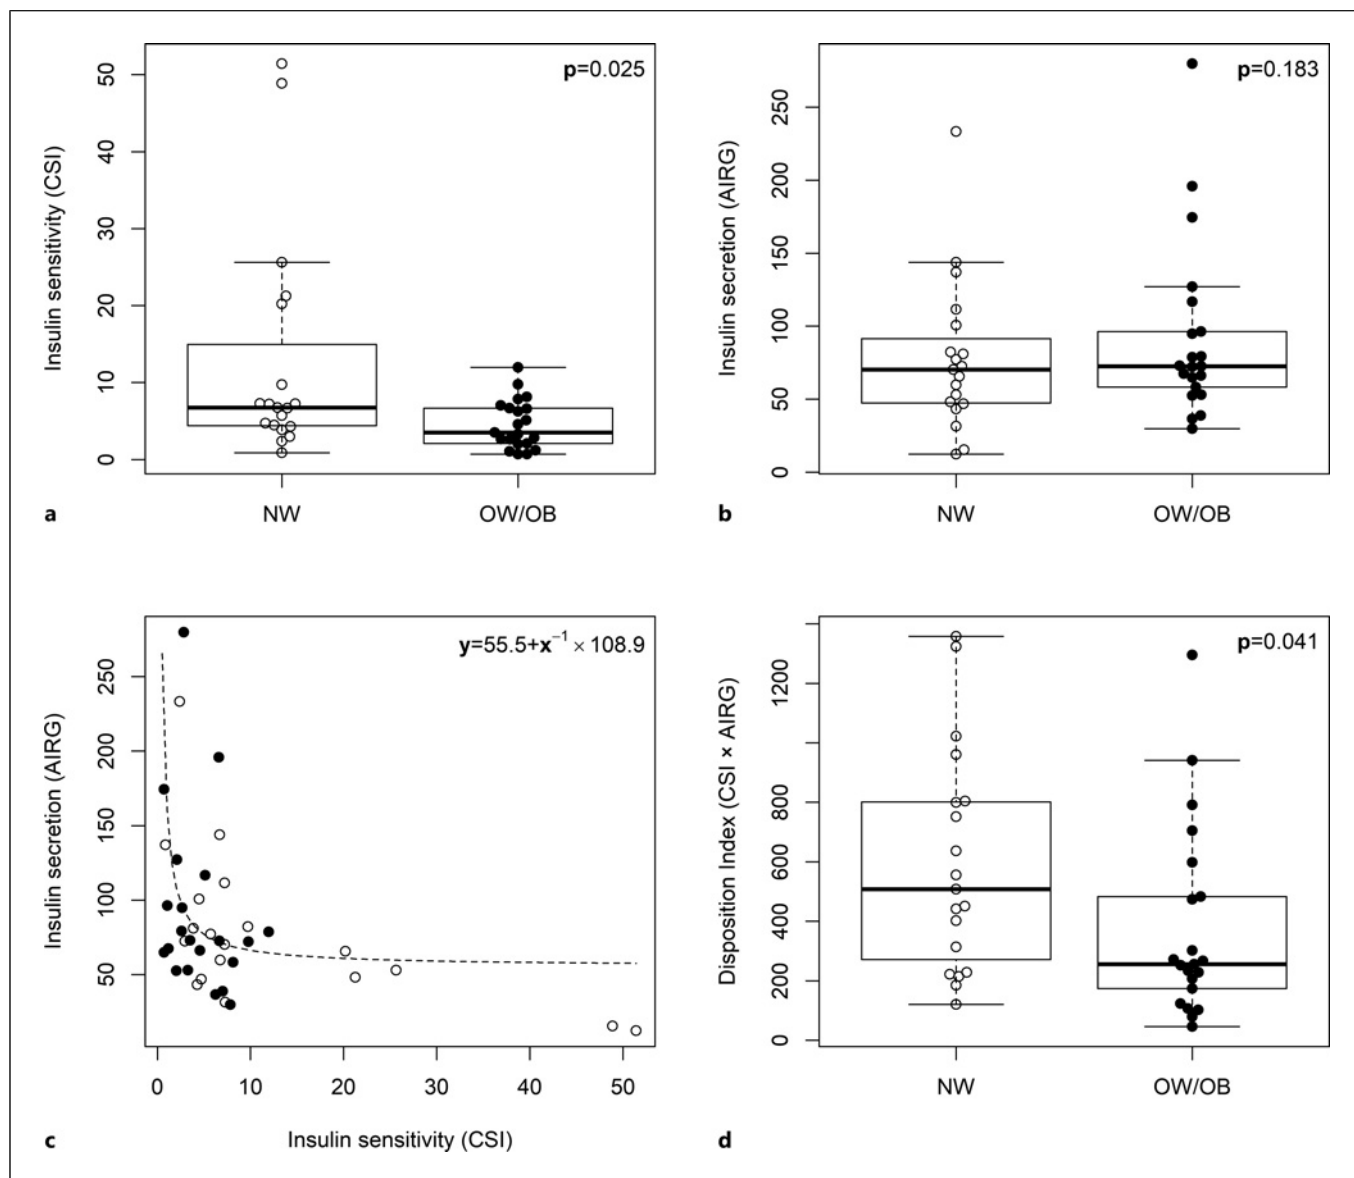 p=0.025
Insulin sensitivity (CSI)
50
40
30
20
10
0
NW
OW/OB
a
p=0.183
Insulin secretion (AIRG)
250
200
150
100
50
0
NW
OW/OB
b
y=55.5+x⁻¹ × 108.9
Insulin secretion (AIRG)
250
200
150
100
50
0 10 20 30 40 50
Insulin sensitivity (CSI)
c
p=0.041
Disposition Index (CSI × AIRG)
1200
800
600
400
200
0
NW
OW/OB
d